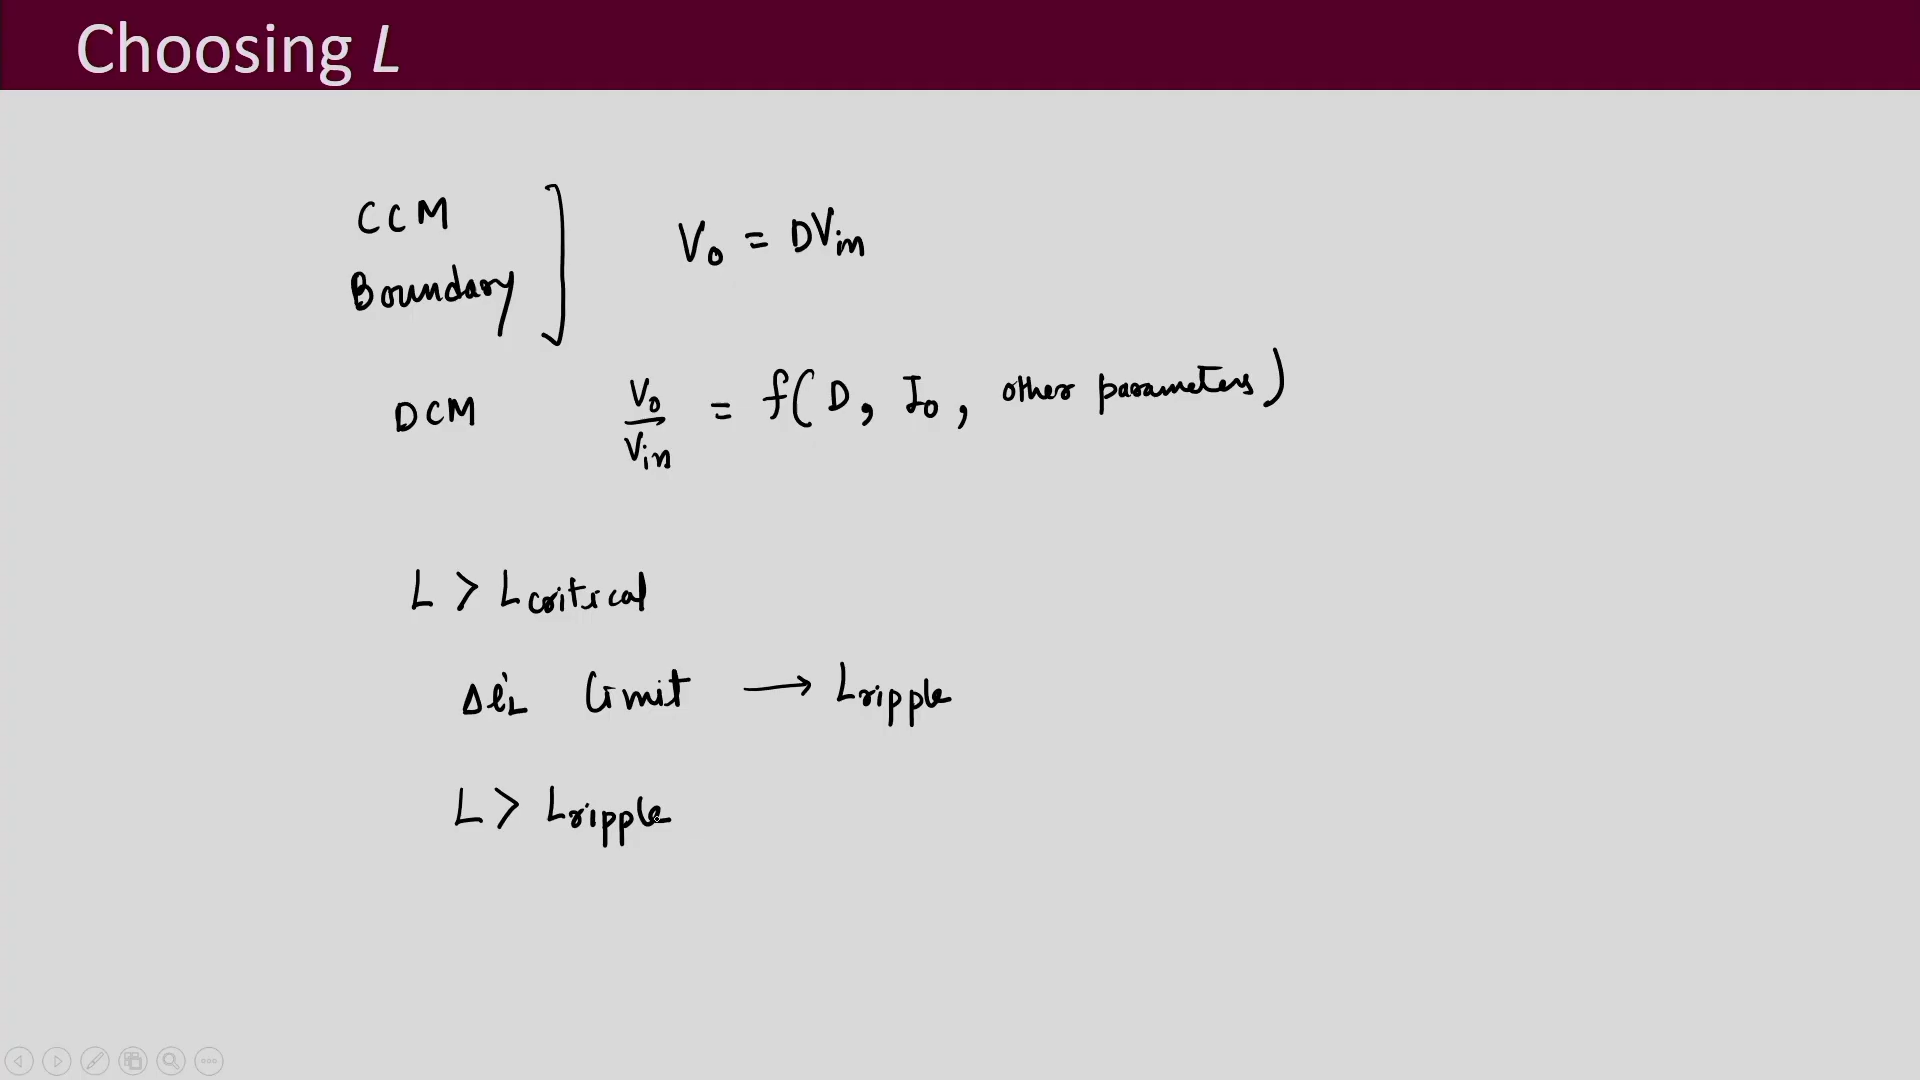 Choosing L
CCM
Boundary
V₀ = DVin
DCM
V₀/Vin = f(D, I₀, other parameters)
L > Lcritical
ΔiL limit → Lripple
L > Lripple